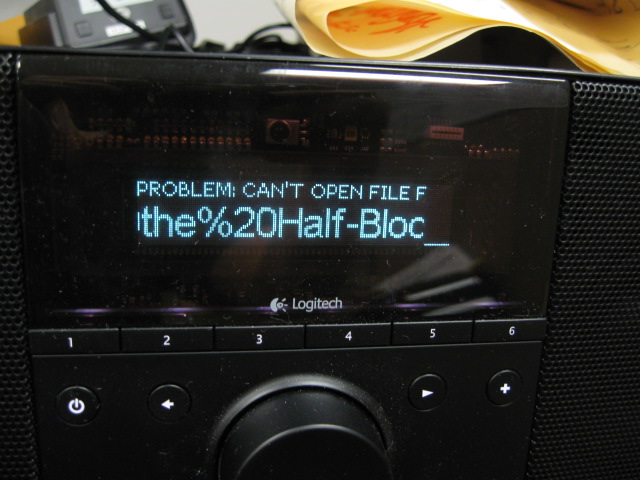 PROBLEM: CAN'T OPEN FILE F
the%20Half-Bloc_
Logitech
1 2 3 4 5 6